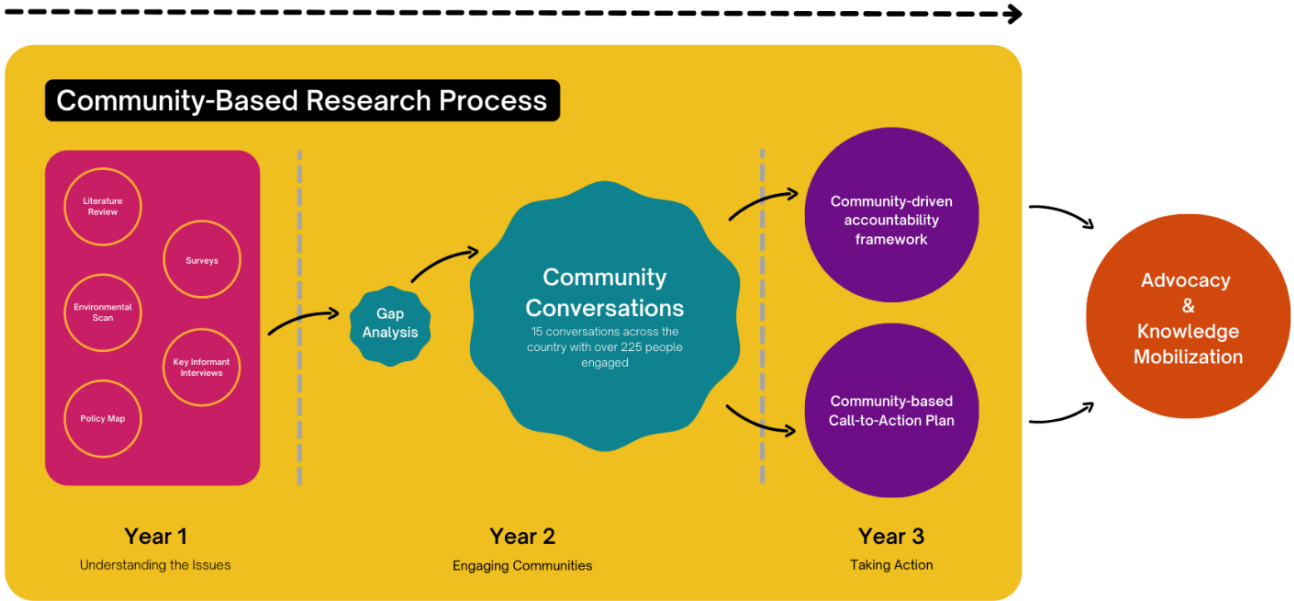 Community-Based Research Process
Literature
Review
Surveys
Environmental
Scan
Key Informant
Interviews
Policy Map
Gap
Analysis
Community
Conversations
15 conversations across the
country with over 225 people
engaged
Community-driven
accountability
framework
Community-based
Call-to-Action Plan
Advocacy
&
Knowledge
Mobilization
Year 1
Understanding the Issues
Year 2
Engaging Communities
Year 3
Taking Action